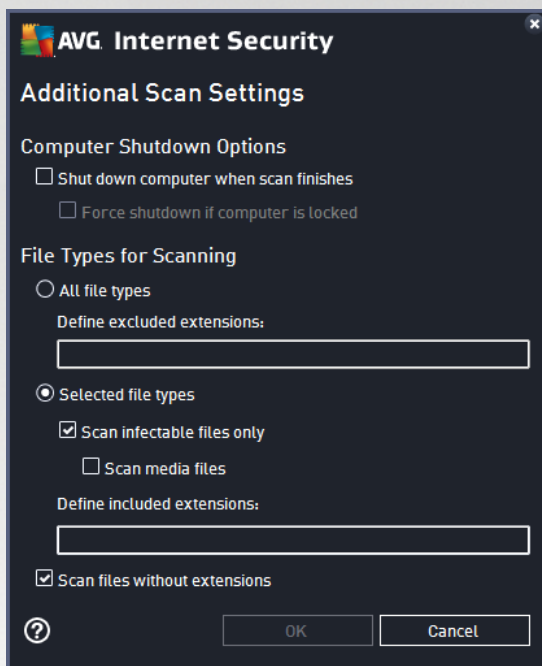 AVG. Internet Security
Additional Scan Settings
Computer Shutdown Options
Shut down computer when scan finishes
Force shutdown if computer is locked
File Types for Scanning
All file types
Define excluded extensions:
Selected file types
Scan infectable files only
Scan media files
Define included extensions:
Scan files without extensions
?
OK
Cancel